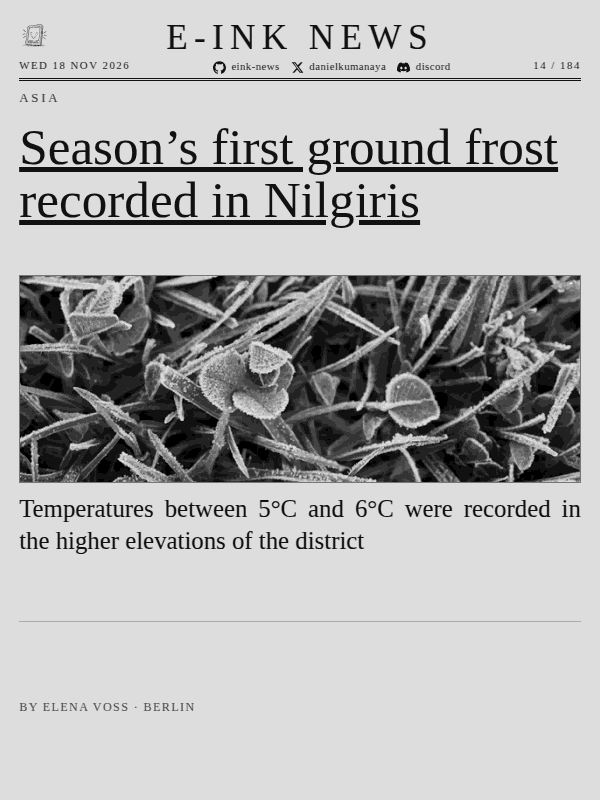 E-INK NEWS
WED 18 NOV 2026
eink-news danielkumanaya discord
14 / 184
ASIA
Season’s first ground frost
recorded in Nilgiris
Temperatures between 5°C and 6°C were recorded in
the higher elevations of the district
BY ELENA VOSS · BERLIN